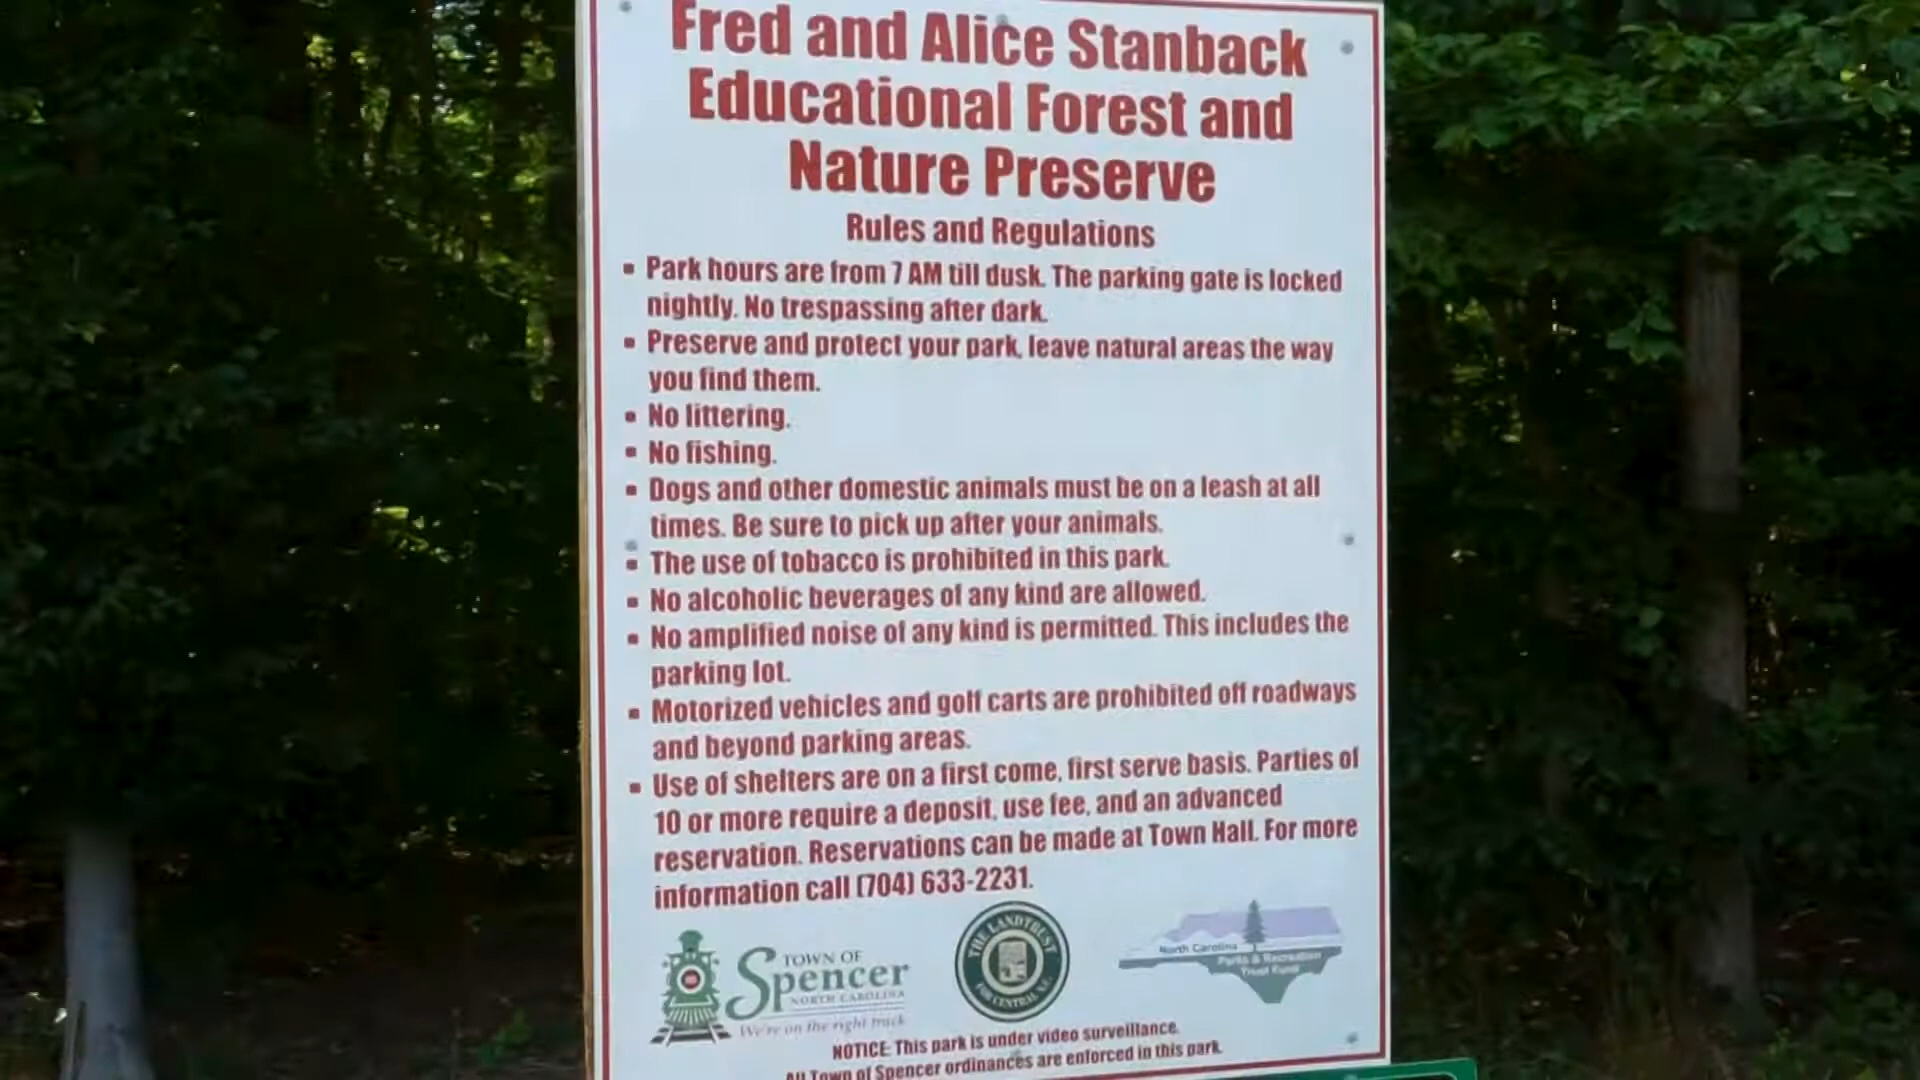 Fred and Alice Stanback
Educational Forest and
Nature Preserve
Rules and Regulations
▪ Park hours are from 7 AM till dusk. The parking gate is locked
nightly. No trespassing after dark.
▪ Preserve and protect your park, leave natural areas the way
you find them.
▪ No littering.
▪ No fishing.
▪ Dogs and other domestic animals must be on a leash at all
times. Be sure to pick up after your animals.
▪ The use of tobacco is prohibited in this park.
▪ No alcoholic beverages of any kind are allowed.
▪ No amplified noise of any kind is permitted. This includes the
parking lot.
▪ Motorized vehicles and golf carts are prohibited off roadways
and beyond parking areas.
▪ Use of shelters are on a first come, first serve basis. Parties of
10 or more require a deposit, use fee, and an advanced
reservation. Reservations can be made at Town Hall. For more
information call (704) 633-2231.
TOWN OF
Spencer
NORTH CAROLINA
We're on the right track
THE LANDTRUST
FOR CENTRAL N.C.
North Carolina
Parks & Recreation
Trust Fund
NOTICE: This park is under video surveillance.
All Town of Spencer ordinances are enforced in this park.